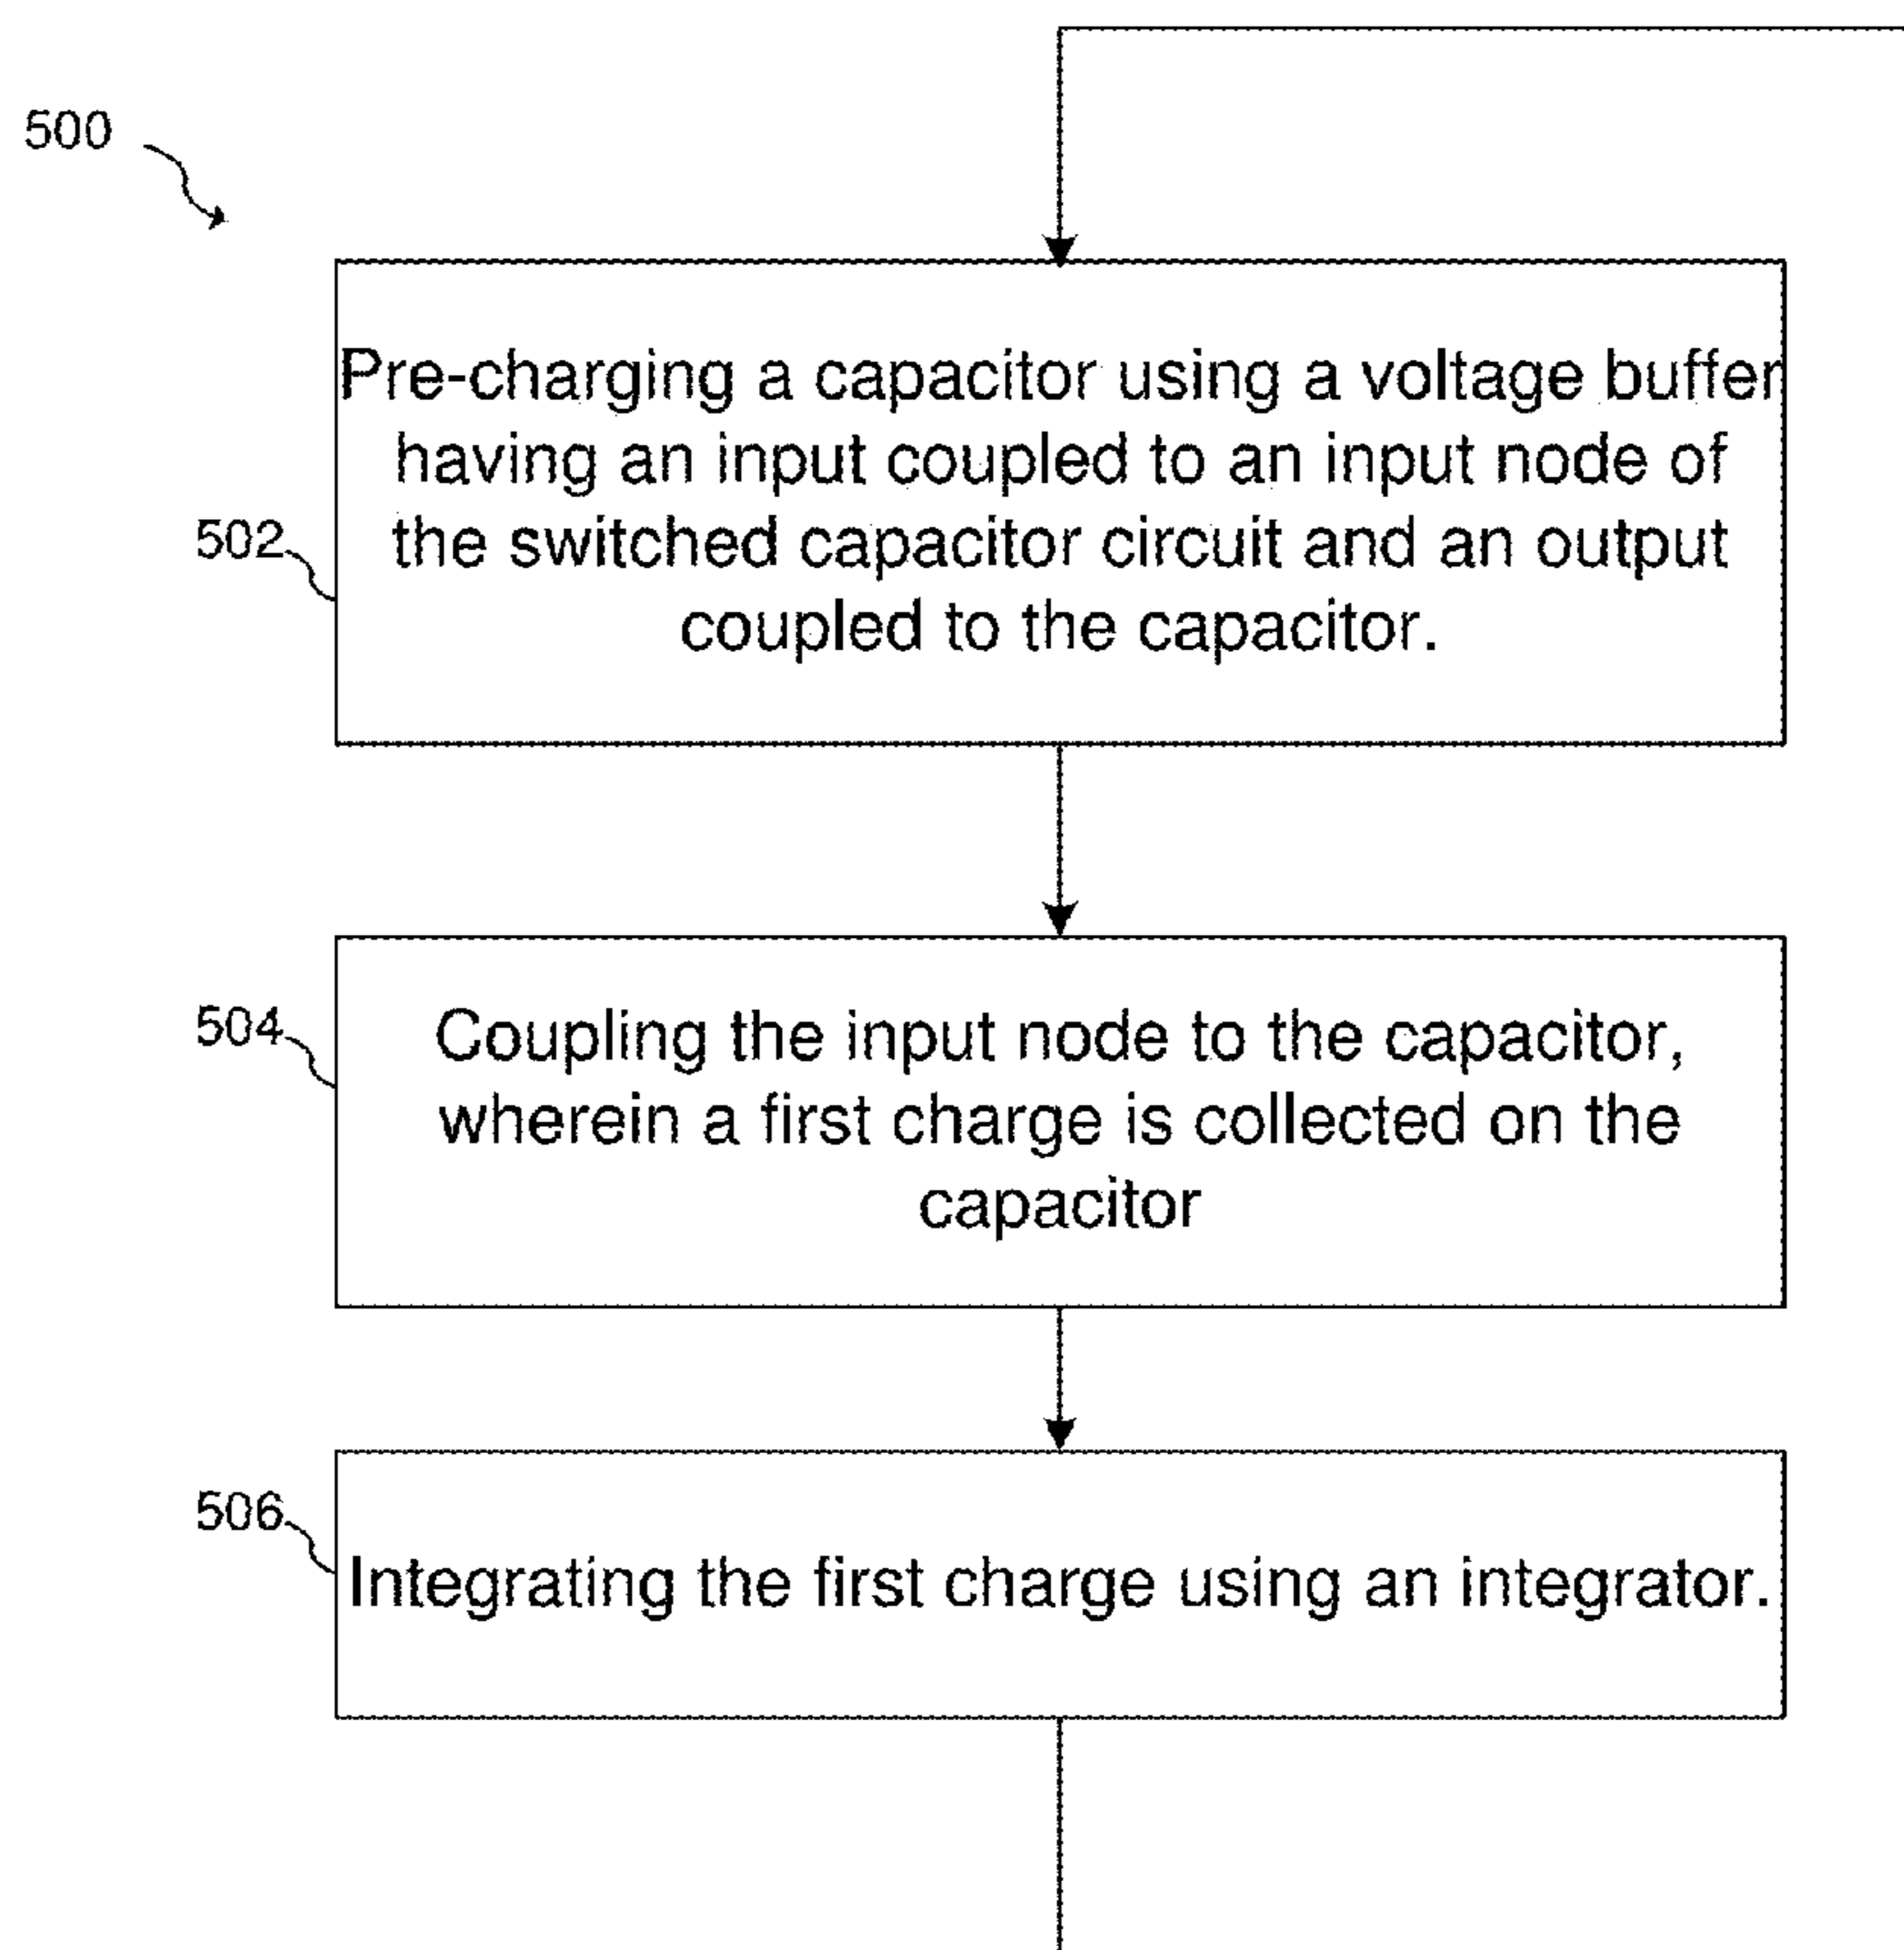 500
Pre-charging a capacitor using a voltage buffer
having an input coupled to an input node of
the switched capacitor circuit and an output
coupled to the capacitor.
502
504
Coupling the input node to the capacitor,
wherein a first charge is collected on the
capacitor
506
Integrating the first charge using an integrator.